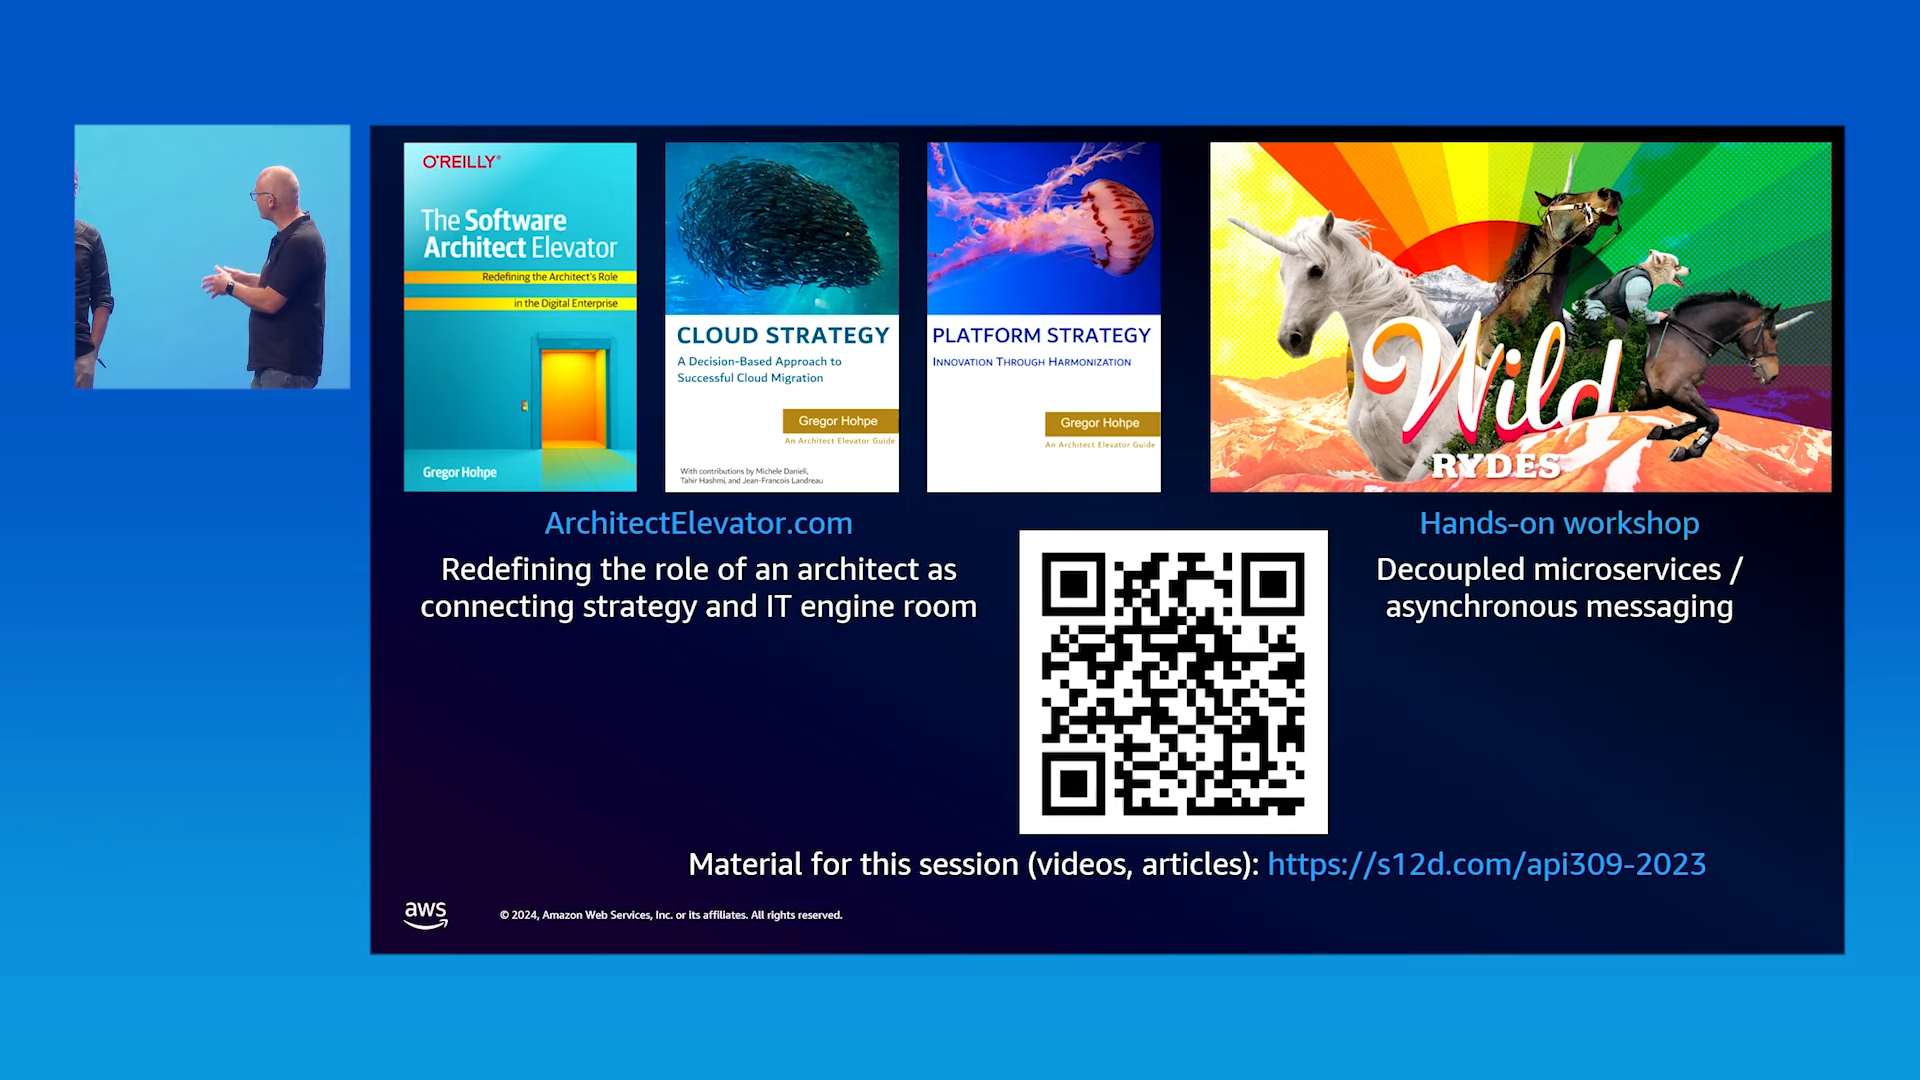 O'REILLY®
The Software
Architect Elevator
Redefining the Architect's Role
in the Digital Enterprise
Gregor Hohpe
CLOUD STRATEGY
A Decision-Based Approach to
Successful Cloud Migration
Gregor Hohpe
An Architect Elevator Guide
With contributions by Michele Danieli,
Tahir Hashmi, and Jean-Francois Landreau
PLATFORM STRATEGY
INNOVATION THROUGH HARMONIZATION
Gregor Hohpe
An Architect Elevator Guide
Wild
RYDES
ArchitectElevator.com
Redefining the role of an architect as
connecting strategy and IT engine room
Hands-on workshop
Decoupled microservices /
asynchronous messaging
Material for this session (videos, articles): https://s12d.com/api309-2023
aws
© 2024, Amazon Web Services, Inc. or its affiliates. All rights reserved.